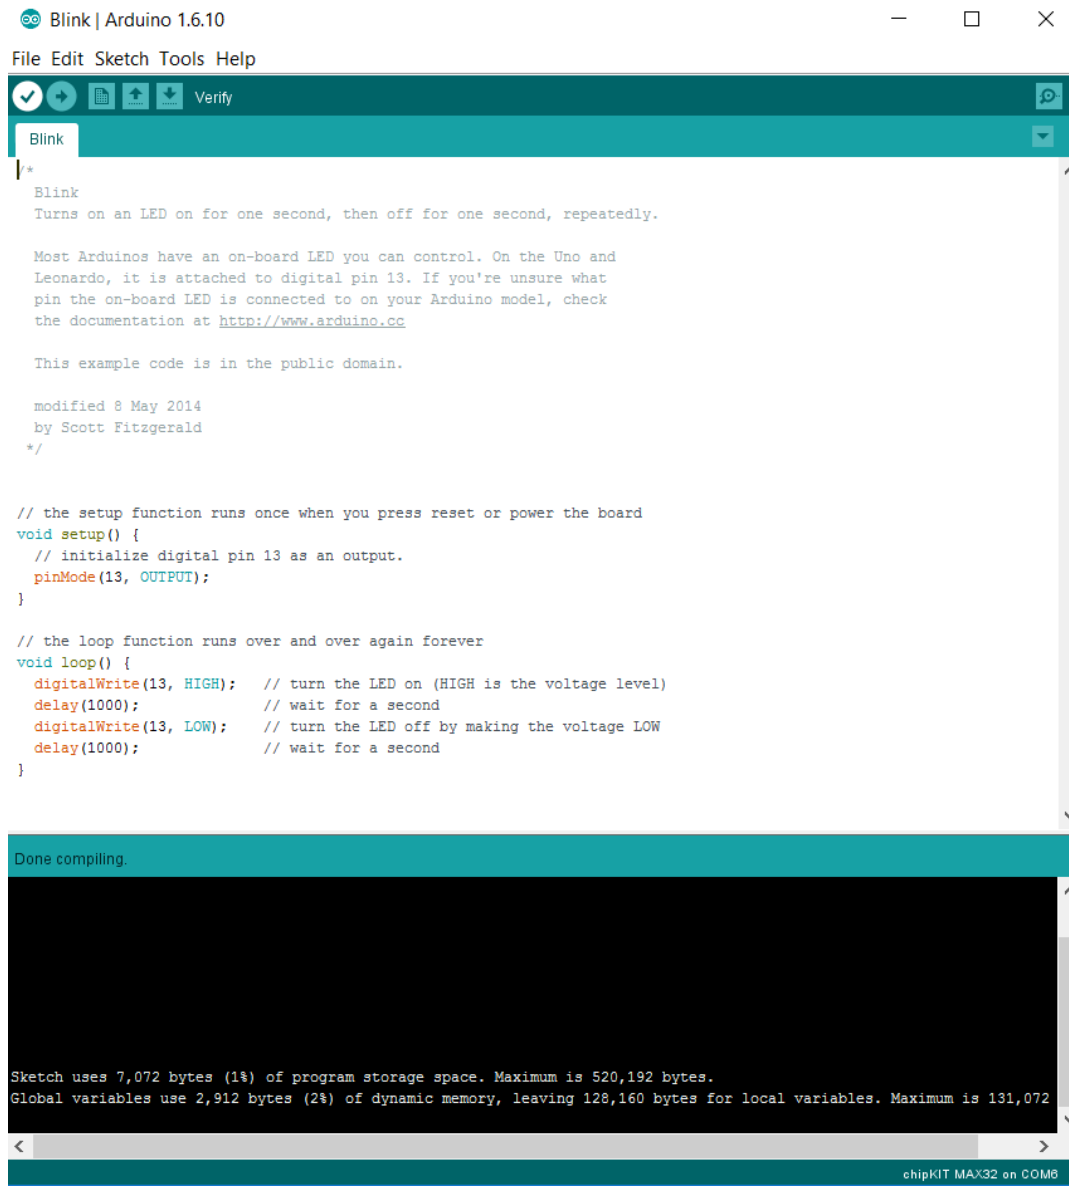 Blink | Arduino 1.6.10
File Edit Sketch Tools Help
Verify
Blink
/*
Blink
Turns on an LED on for one second, then off for one second, repeatedly.
Most Arduinos have an on-board LED you can control. On the Uno and
Leonardo, it is attached to digital pin 13. If you're unsure what
pin the on-board LED is connected to on your Arduino model, check
the documentation at http://www.arduino.cc
This example code is in the public domain.
modified 8 May 2014
by Scott Fitzgerald
*/
// the setup function runs once when you press reset or power the board
void setup() {
// initialize digital pin 13 as an output.
pinMode(13, OUTPUT);
}
// the loop function runs over and over again forever
void loop() {
digitalWrite(13, HIGH);   // turn the LED on (HIGH is the voltage level)
delay(1000);              // wait for a second
digitalWrite(13, LOW);    // turn the LED off by making the voltage LOW
delay(1000);              // wait for a second
}
Done compiling.
Sketch uses 7,072 bytes (1%) of program storage space. Maximum is 520,192 bytes.
Global variables use 2,912 bytes (2%) of dynamic memory, leaving 128,160 bytes for local variables. Maximum is 131,072
chipKIT MAX32 on COM6